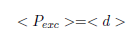 < P_{exc} >=< d >